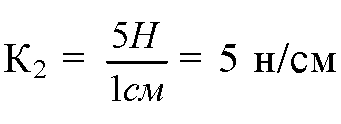 К₂ = 5Н/1см = 5 н/см